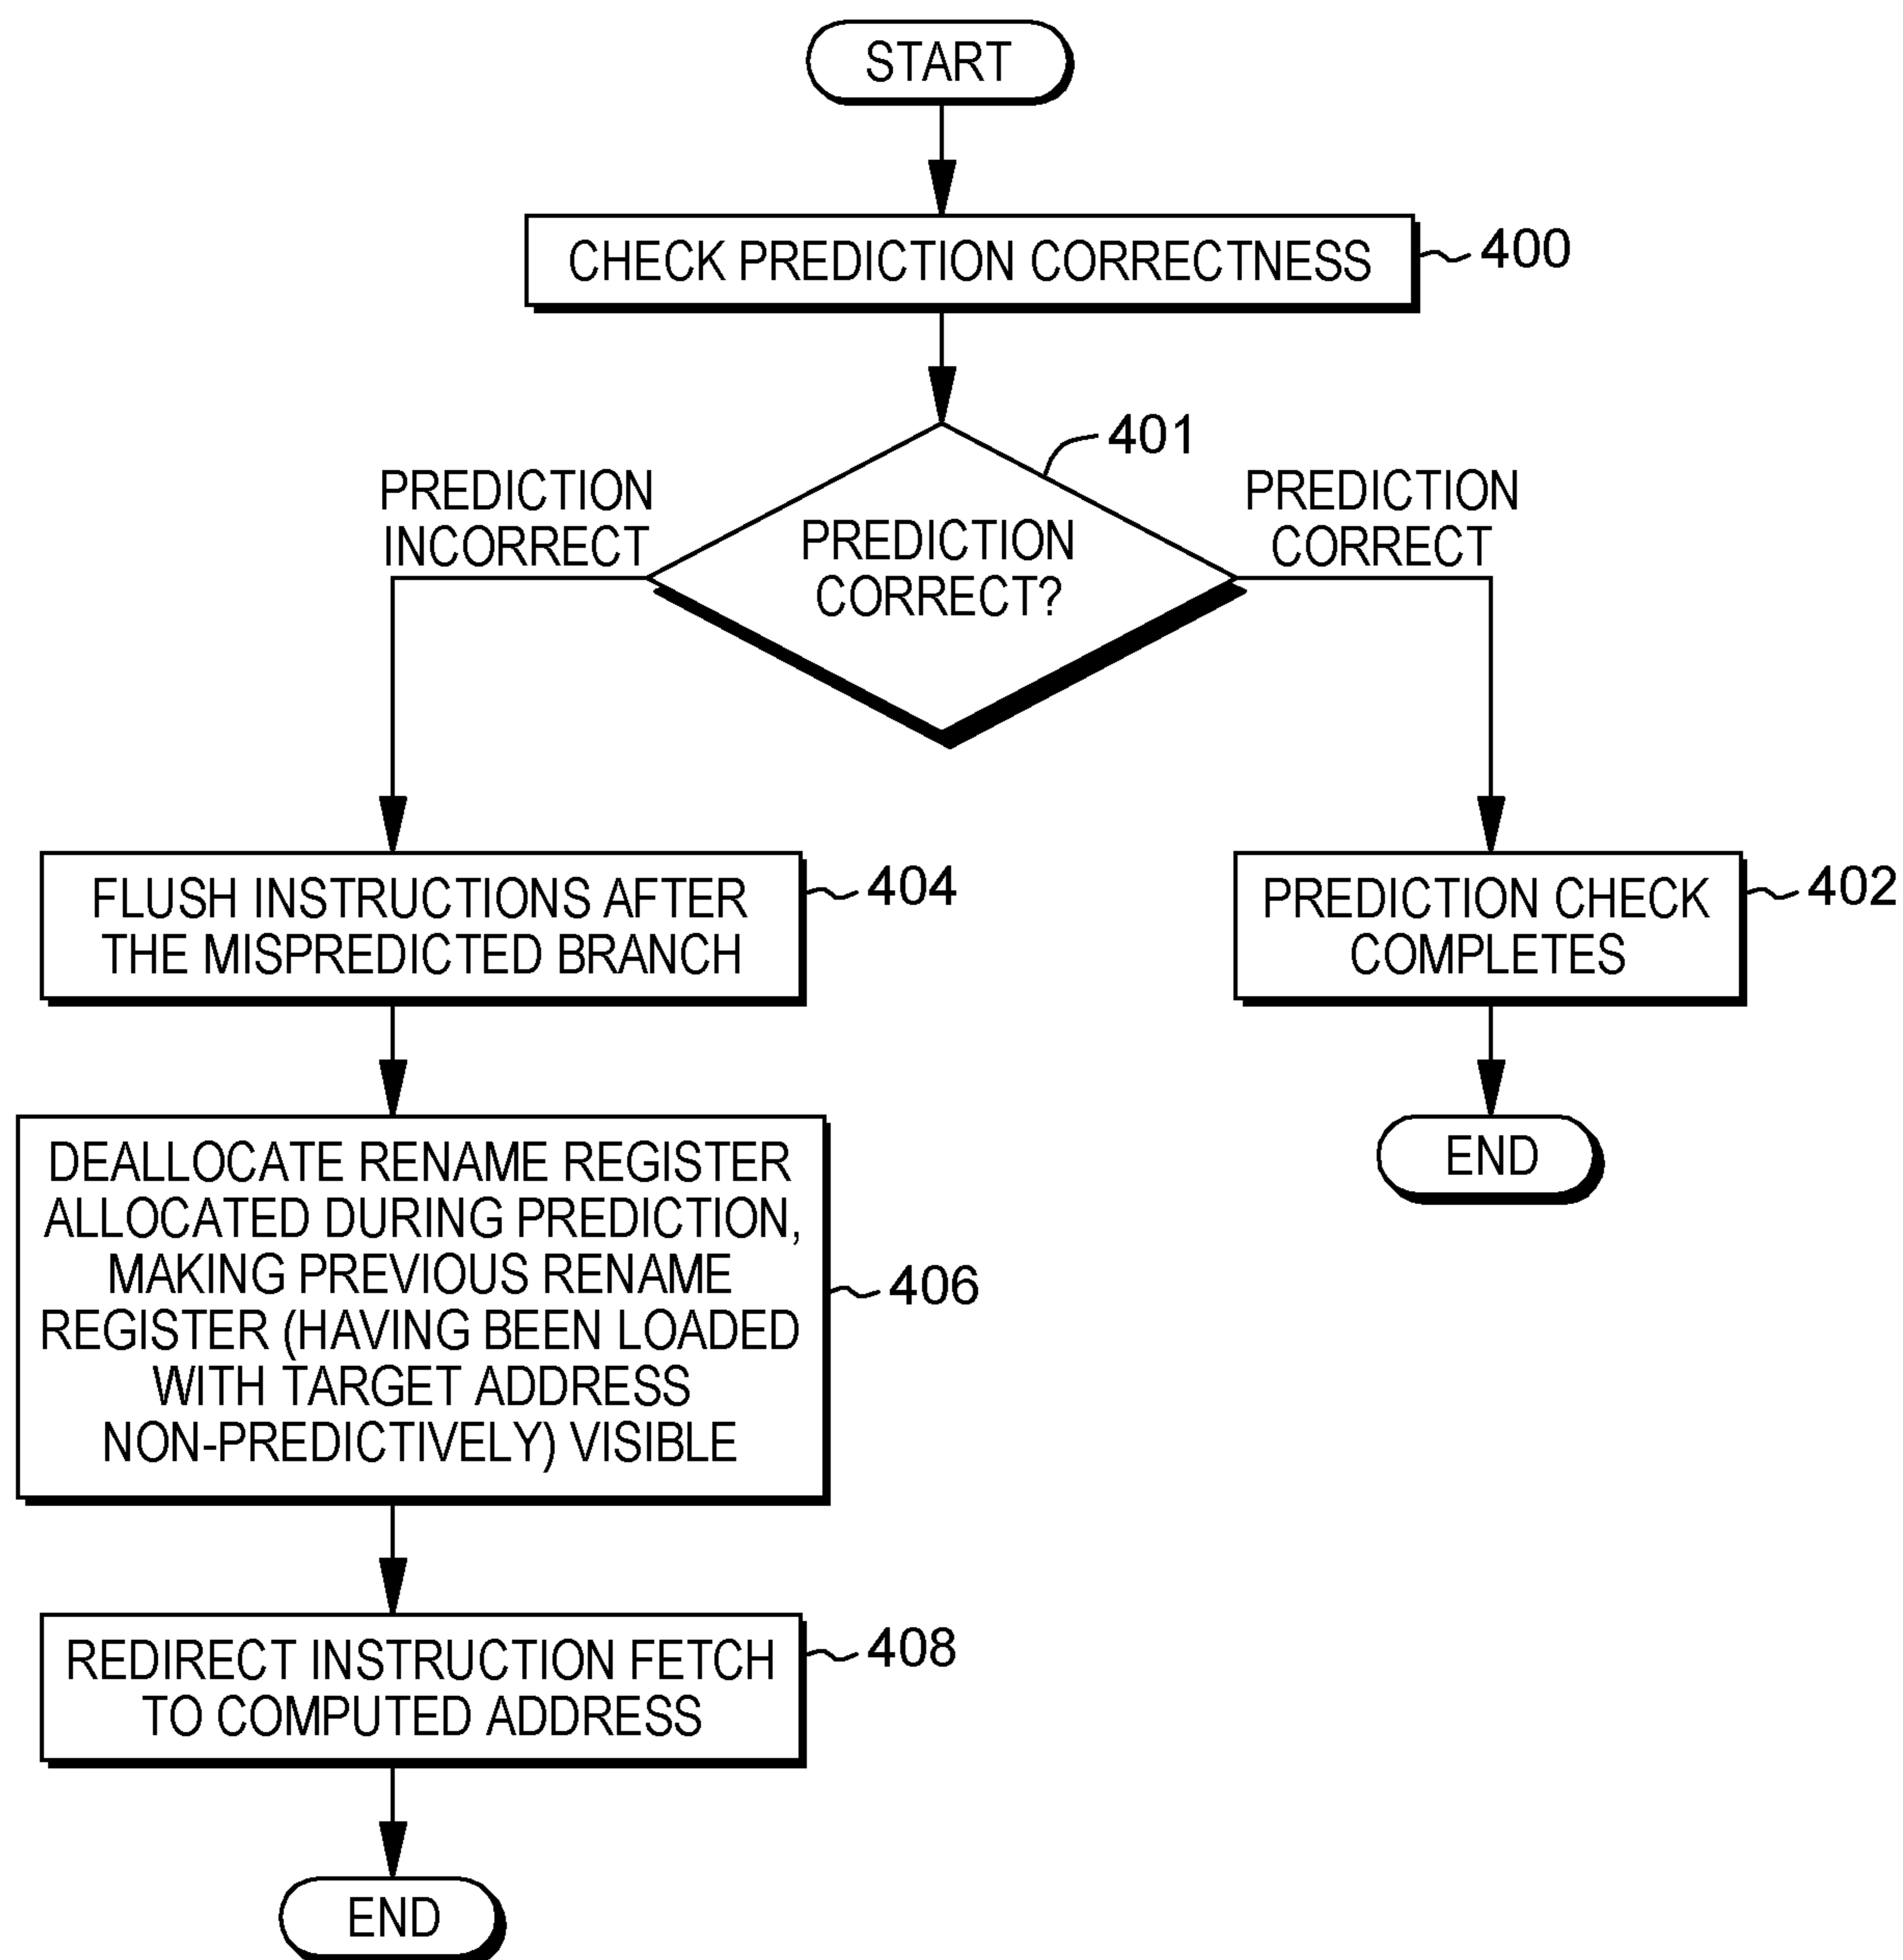 START
CHECK PREDICTION CORRECTNESS
400
401
PREDICTION
INCORRECT
PREDICTION
CORRECT?
PREDICTION
CORRECT
FLUSH INSTRUCTIONS AFTER
THE MISPREDICTED BRANCH
404
PREDICTION CHECK
COMPLETES
402
DEALLOCATE RENAME REGISTER
ALLOCATED DURING PREDICTION,
MAKING PREVIOUS RENAME
REGISTER (HAVING BEEN LOADED
WITH TARGET ADDRESS
NON-PREDICTIVELY) VISIBLE
406
END
REDIRECT INSTRUCTION FETCH
TO COMPUTED ADDRESS
408
END